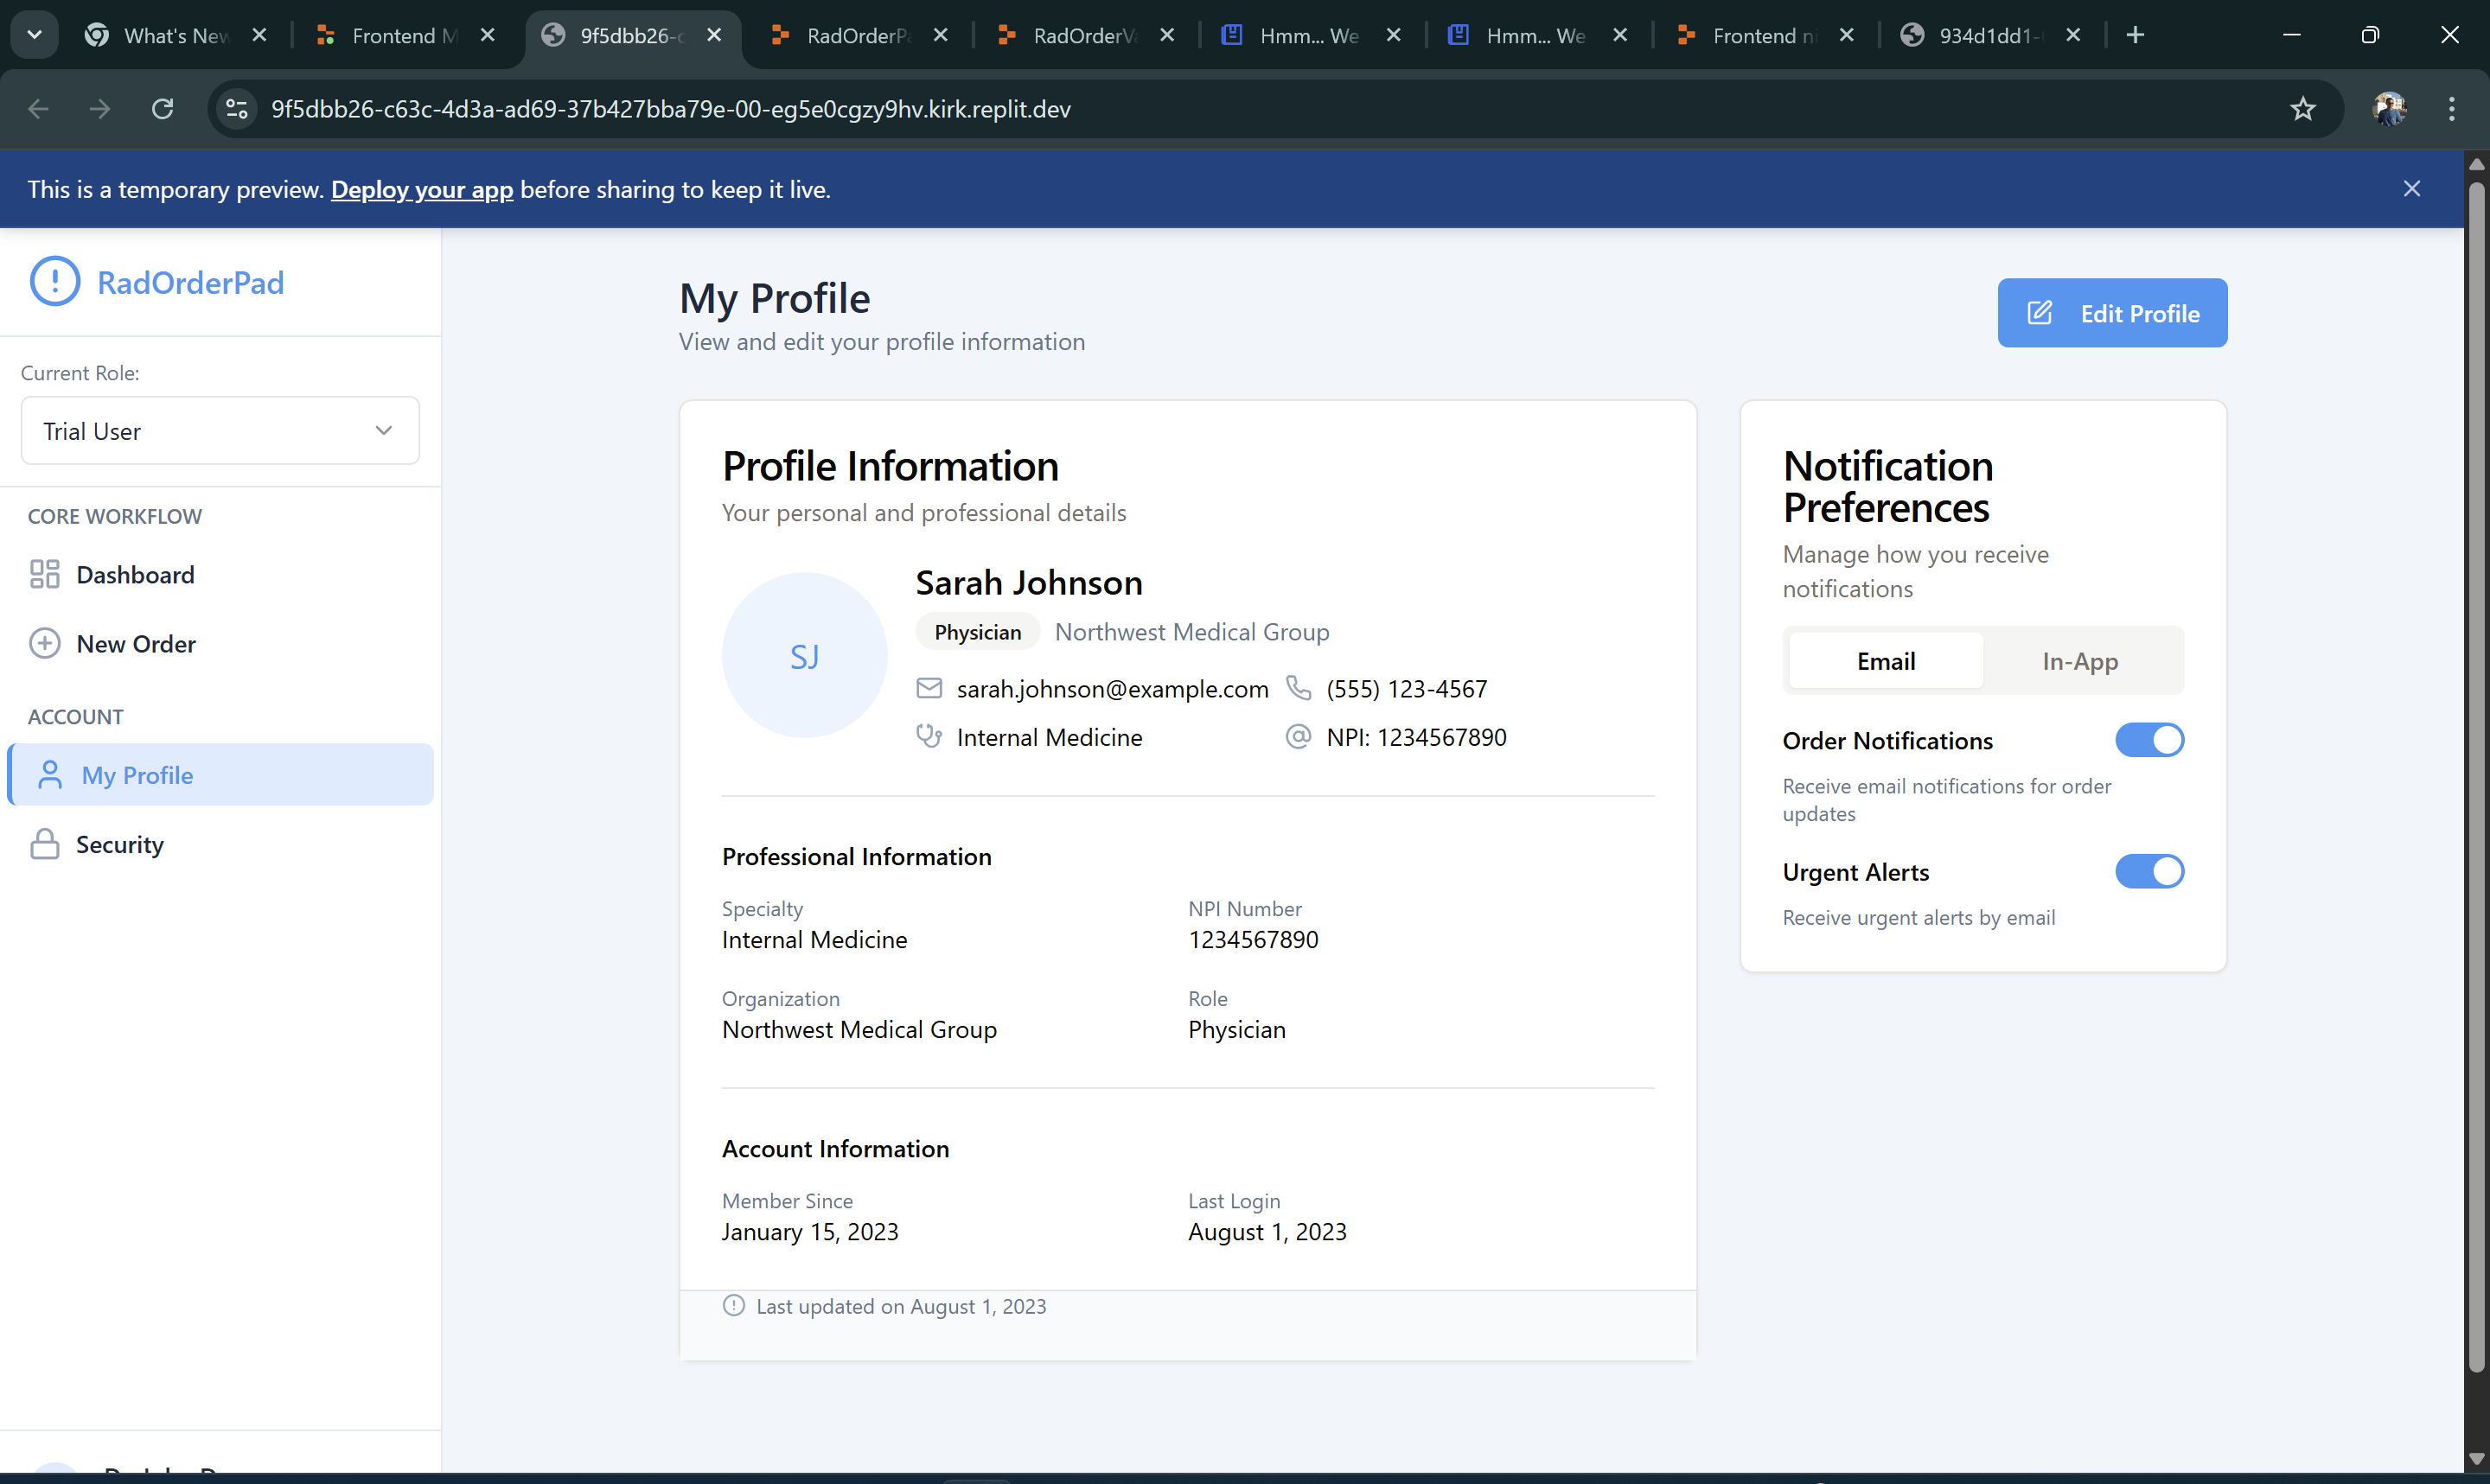 What's New
Frontend M
9f5dbb26-c
RadOrderPa
RadOrderVa
Hmm... We
Hmm... We
Frontend ni
934d1dd1-
9f5dbb26-c63c-4d3a-ad69-37b427bba79e-00-eg5e0cgzy9hv.kirk.replit.dev
This is a temporary preview. Deploy your app before sharing to keep it live.
RadOrderPad
Current Role:
Trial User
CORE WORKFLOW
Dashboard
New Order
ACCOUNT
My Profile
Security
My Profile
View and edit your profile information
Edit Profile
Profile Information
Your personal and professional details
SJ
Sarah Johnson
Physician Northwest Medical Group
sarah.johnson@example.com (555) 123-4567
Internal Medicine NPI: 1234567890
Professional Information
Specialty NPI Number
Internal Medicine 1234567890
Organization Role
Northwest Medical Group Physician
Account Information
Member Since Last Login
January 15, 2023 August 1, 2023
Last updated on August 1, 2023
Notification
Preferences
Manage how you receive
notifications
Email In-App
Order Notifications
Receive email notifications for order
updates
Urgent Alerts
Receive urgent alerts by email